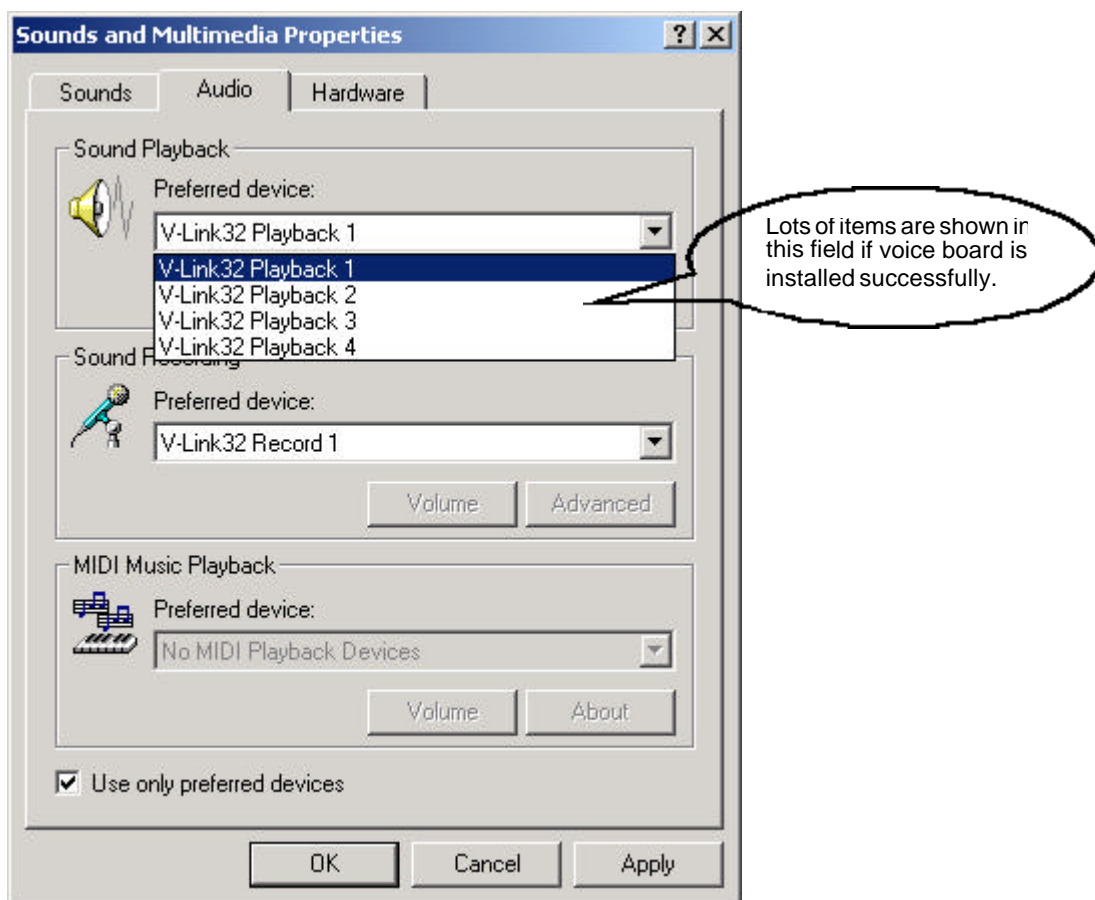 Sounds and Multimedia Properties
Sounds
Audio
Hardware
Sound Playback
Preferred device:
V-Link32 Playback 1
V-Link32 Playback 1
V-Link32 Playback 2
V-Link32 Playback 3
V-Link32 Playback 4
Lots of items are shown in
this field if voice board is
installed successfully.
Sound Recording
Preferred device:
V-Link32 Record 1
Volume
Advanced
MIDI Music Playback
Preferred device:
No MIDI Playback Devices
Volume
About
Use only preferred devices
OK
Cancel
Apply